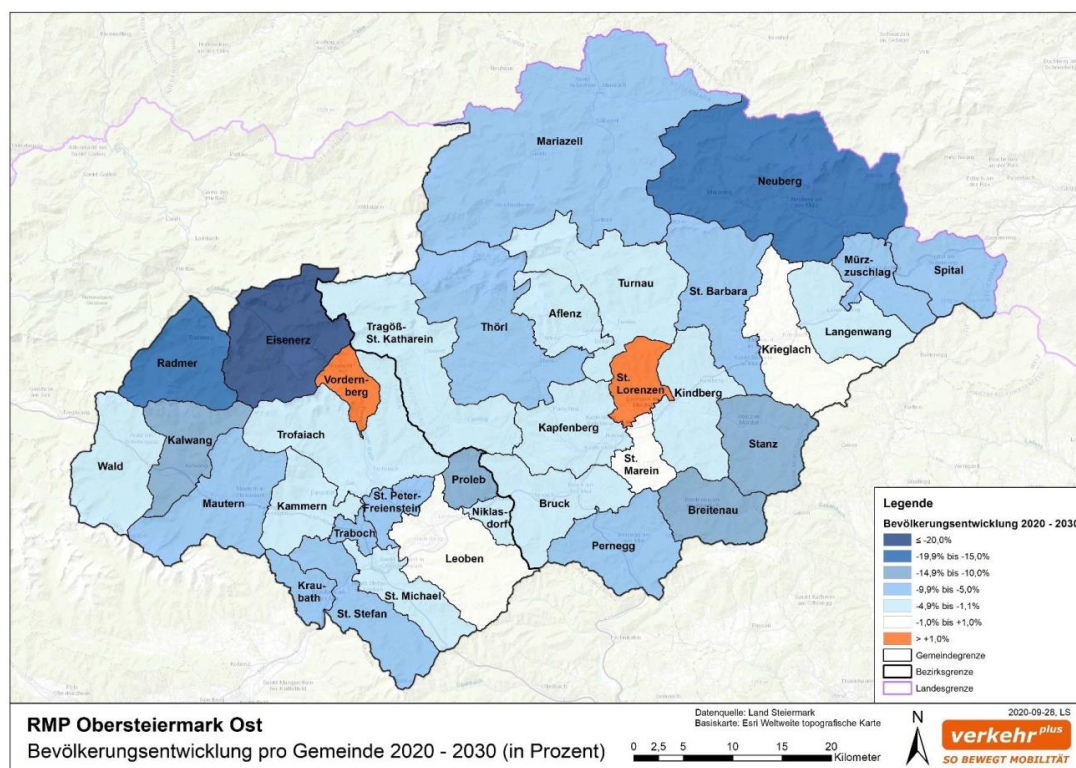 Mariazell
Neuberg
Mürz-
zuschlag
Spital
Turnau
St. Barbara
Aflenz
Langenwang
Tragöß-
St. Katharein
Thörl
Krieglach
Eisenerz
Radmer
Vordern-
berg
St.
Lorenzen
Kindberg
Kapfenberg
Stanz
Trofaiach
Kalwang
St.
Marein
Wald
Proleb
St. Peter-
Freienstein
Mautern
Kammern
Niklas-
dorf
Bruck
Breitenau
Traboch
Leoben
Pernegg
Krau-
bath
St. Michael
St. Stefan
Legende
Bevölkerungsentwicklung 2020 - 2030
≤ -20,0%
-19,9% bis -15,0%
-14,9% bis -10,0%
-9,9% bis -5,0%
-4,9% bis -1,1%
-1,0% bis +1,0%
> +1,0%
Gemeindegrenze
Bezirksgrenze
Landesgrenze
RMP Obersteiermark Ost
Bevölkerungsentwicklung pro Gemeinde 2020 - 2030 (in Prozent)
Datenquelle: Land Steiermark
Basiskarte: Esri Weltweite topografische Karte
0 2,5 5 10 15 20
Kilometer
N
2020-09-28, LS
verkehr plus
SO BEWEGT MOBILITÄT